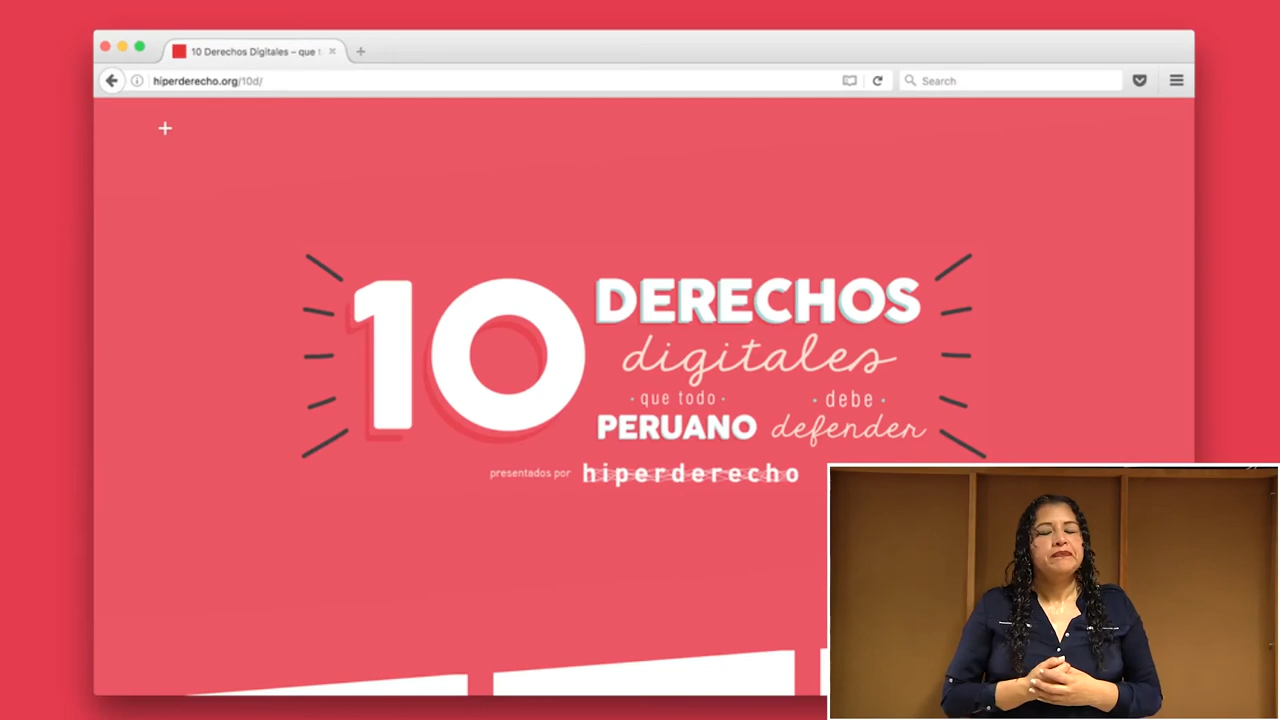 10 Derechos Digitales – que t
hiperderecho.org/10d/
Search
10 DERECHOS
digitales
· que todo · · debe ·
PERUANO defender
presentados por hiperderecho